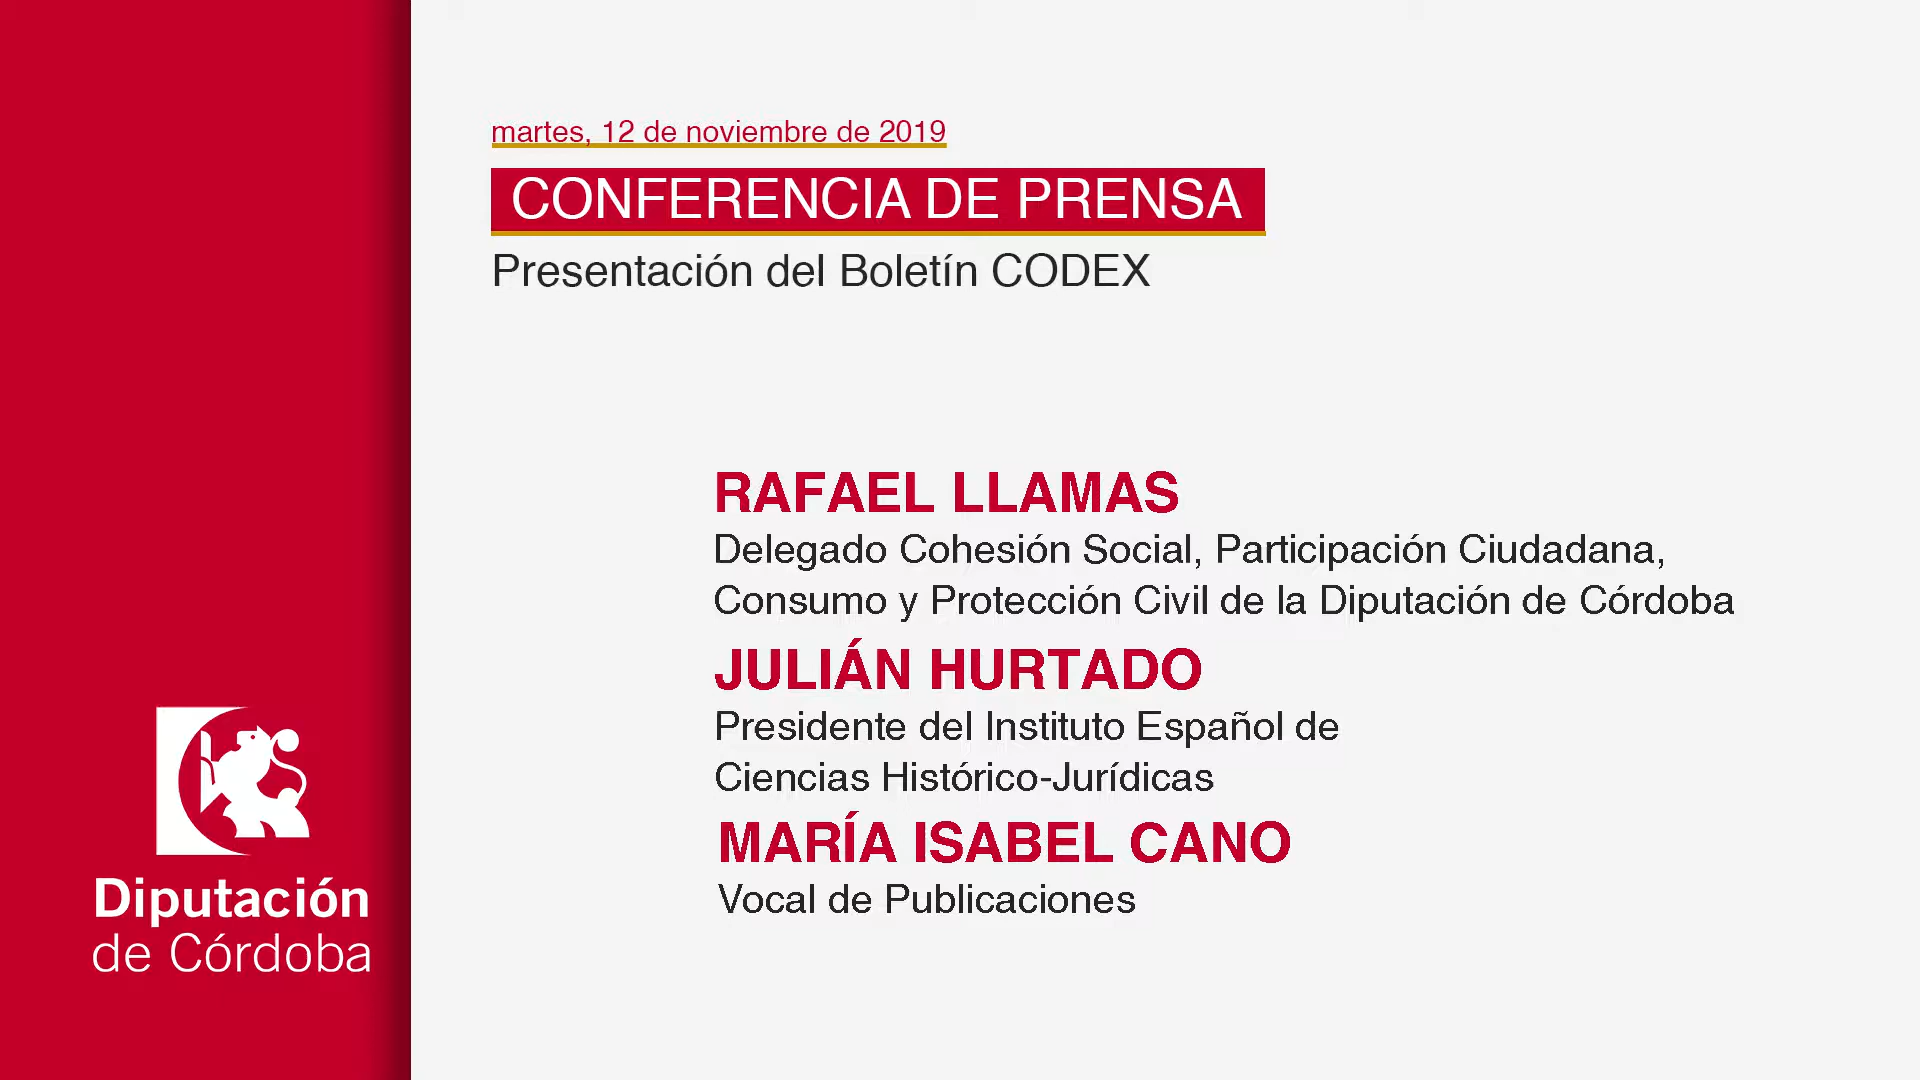 martes, 12 de noviembre de 2019
CONFERENCIA DE PRENSA
Presentación del Boletín CODEX
RAFAEL LLAMAS
Delegado Cohesión Social, Participación Ciudadana,
Consumo y Protección Civil de la Diputación de Córdoba
JULIÁN HURTADO
Presidente del Instituto Español de
Ciencias Histórico-Jurídicas
MARÍA ISABEL CANO
Vocal de Publicaciones
Diputación
de Córdoba